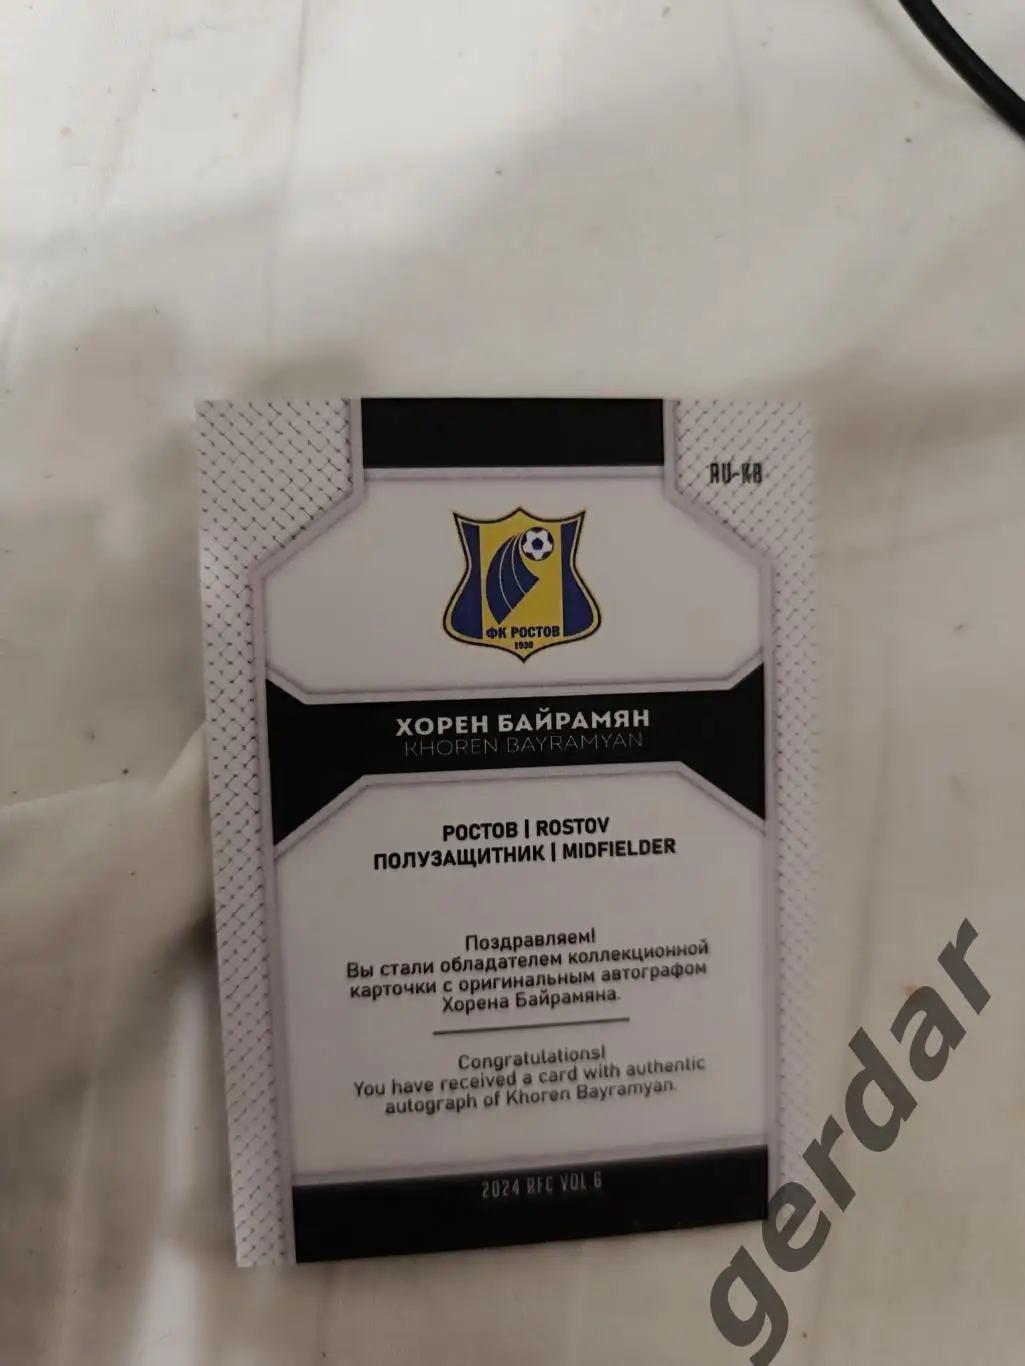 AU-KB
ФК РОСТОВ
1930
ХОРЕН БАЙРАМЯН
KHOREN BAYRAMYAN
РОСТОВ | ROSTOV
ПОЛУЗАЩИТНИК | MIDFIELDER
Поздравляем!
Вы стали обладателем коллекционной
карточки с оригинальным автографом
Хорена Байрамяна.
Congratulations!
You have received a card with authentic
autograph of Khoren Bayramyan.
2024 RFC VOL.6
gerdar